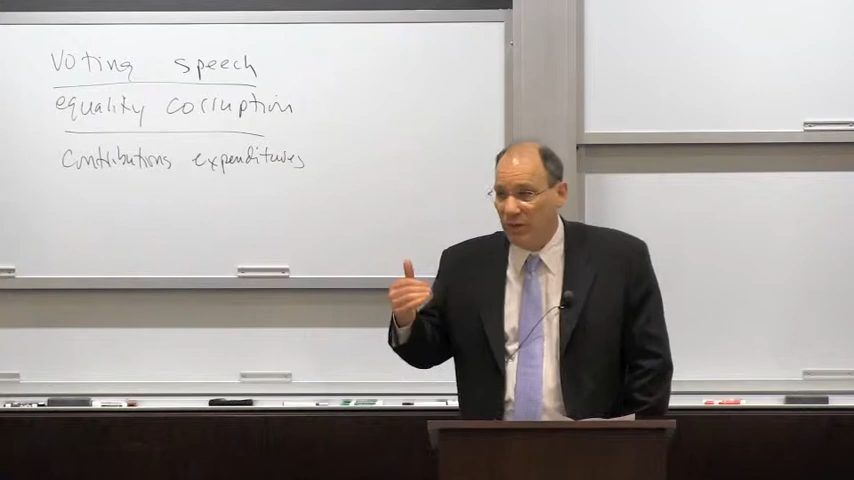 voting speech
equality corruption
contributions expenditures